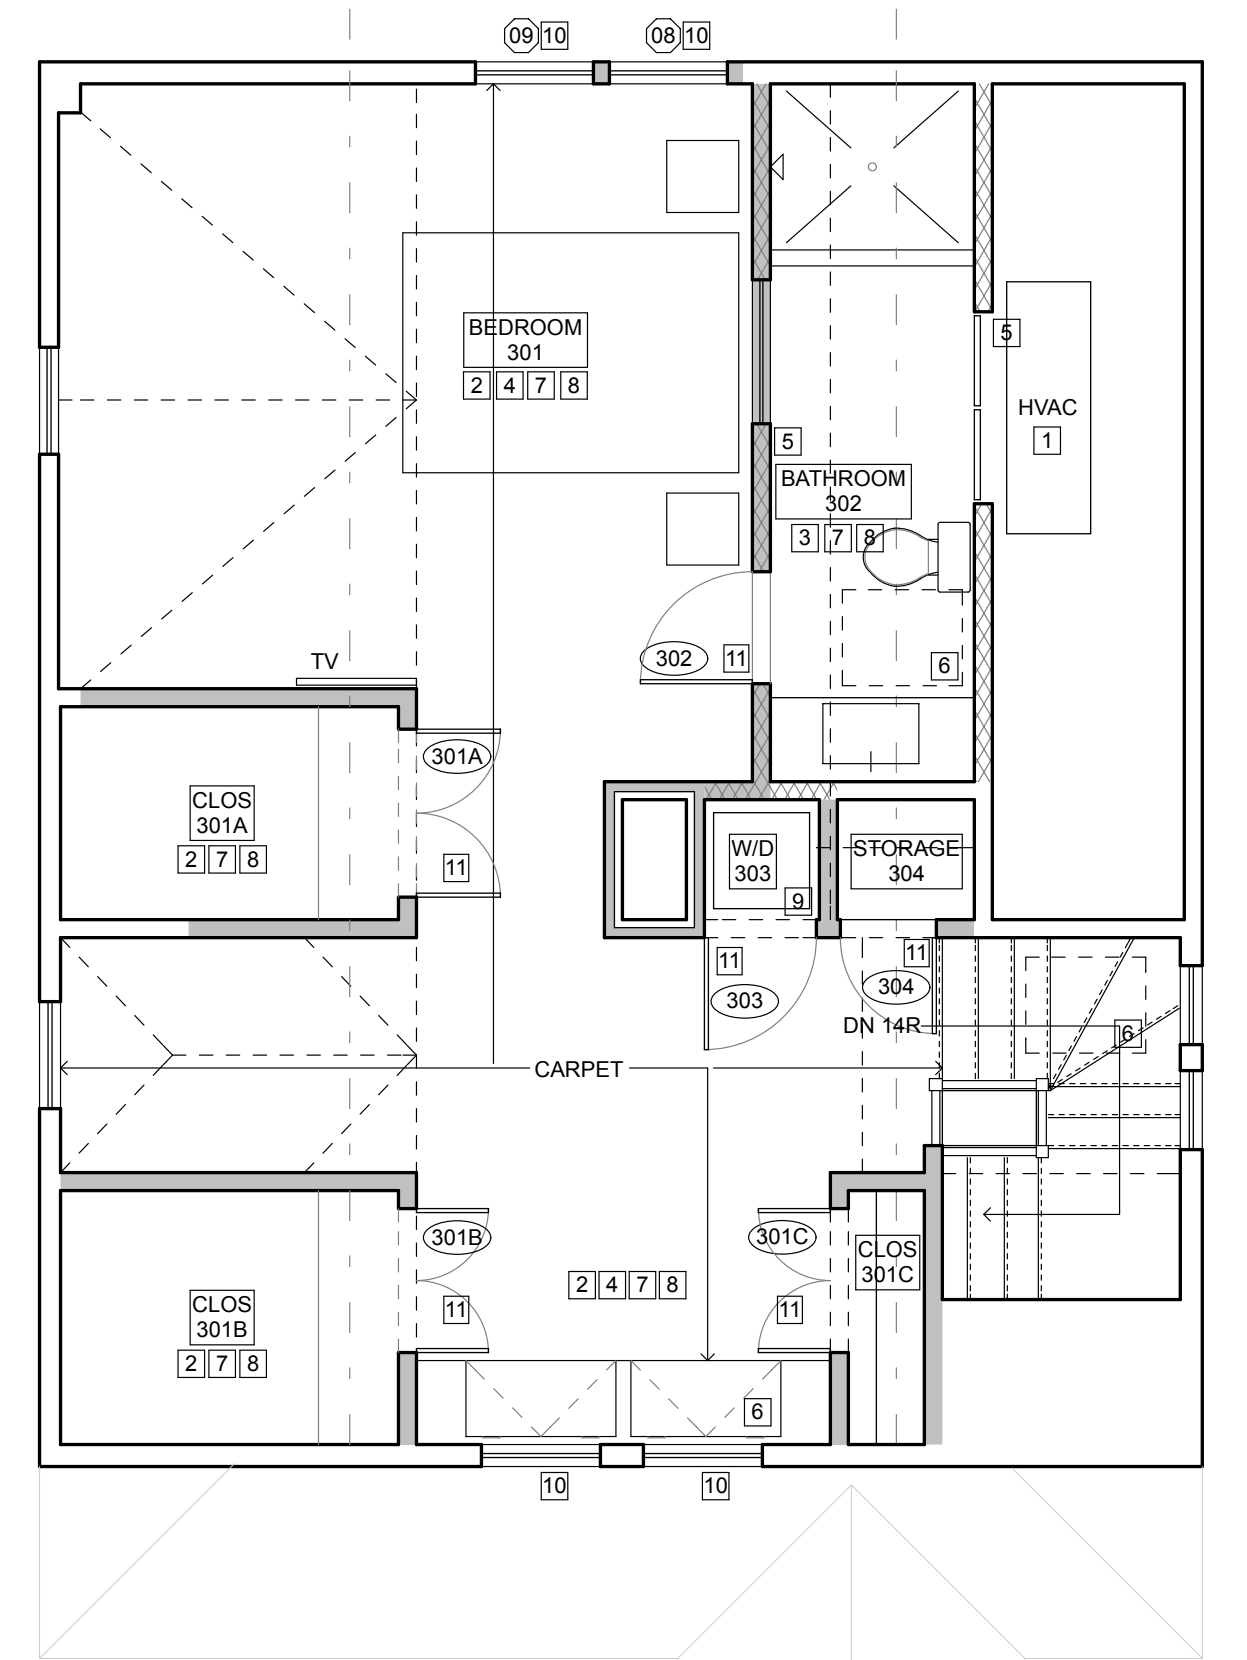 09 10 08 10
BEDROOM
301
2 4 7 8
5
HVAC
1
5
BATHROOM
302
3 7 8
302 11
6
TV
301A
CLOS
301A
2 7 8
11
W/D
303
9
STORAGE
304
11
303
11
304
DN 14R
6
CARPET
301B
11
CLOS
301B
2 7 8
2 4 7 8
301C
11
CLOS
301C
6
10
10